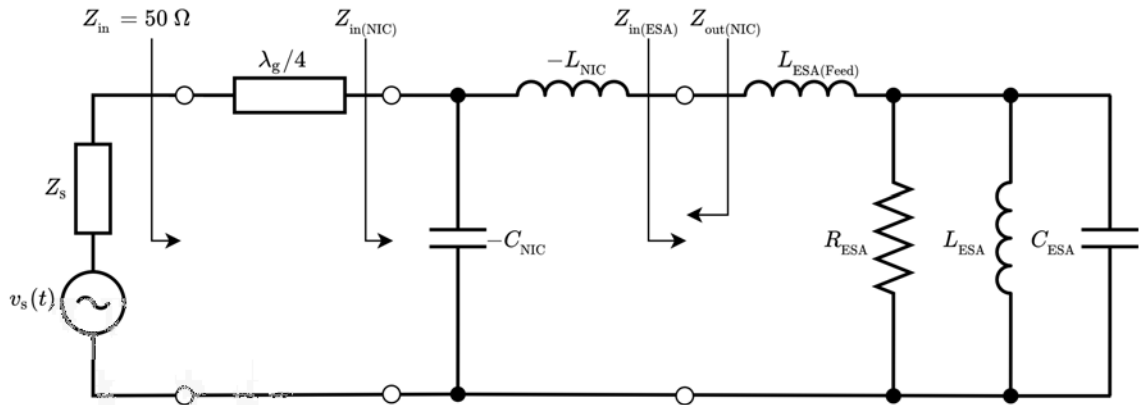 Z_in = 50 Ω
Z_in(NIC)
Z_in(ESA)
Z_out(NIC)
λ_g/4
−L_NIC
L_ESA(Feed)
Z_s
−C_NIC
R_ESA
L_ESA
C_ESA
v_s(t)